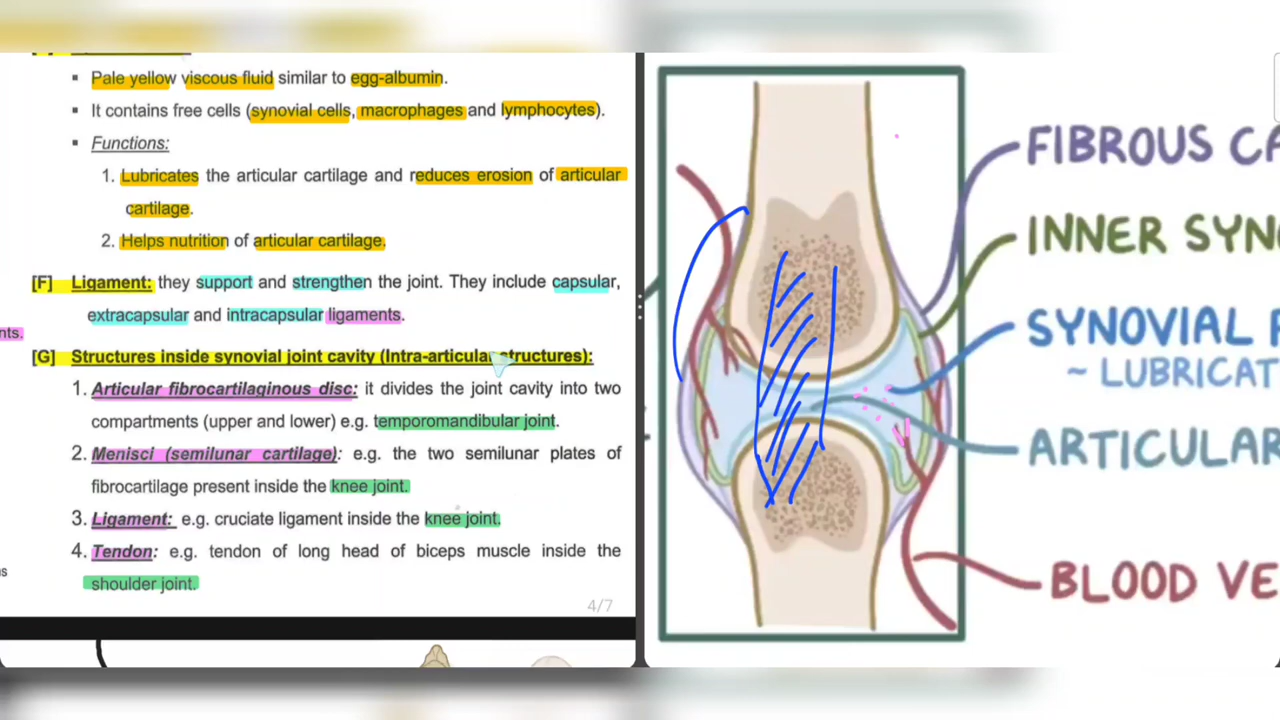 ▪ Pale yellow viscous fluid similar to egg-albumin.
▪ It contains free cells (synovial cells, macrophages and lymphocytes).
▪ Functions:
1. Lubricates the articular cartilage and reduces erosion of articular
cartilage.
2. Helps nutrition of articular cartilage.
[F] Ligament: they support and strengthen the joint. They include capsular,
extracapsular and intracapsular ligaments.
nts.
[G] Structures inside synovial joint cavity (Intra-articular structures):
1. Articular fibrocartilaginous disc: it divides the joint cavity into two
compartments (upper and lower) e.g. temporomandibular joint.
2. Menisci (semilunar cartilage): e.g. the two semilunar plates of
fibrocartilage present inside the knee joint.
3. Ligament: e.g. cruciate ligament inside the knee joint.
4. Tendon: e.g. tendon of long head of biceps muscle inside the
shoulder joint.
4/7
FIBROUS CA
INNER SYN
SYNOVIAL F
~ LUBRICAT
ARTICULAR
BLOOD VE